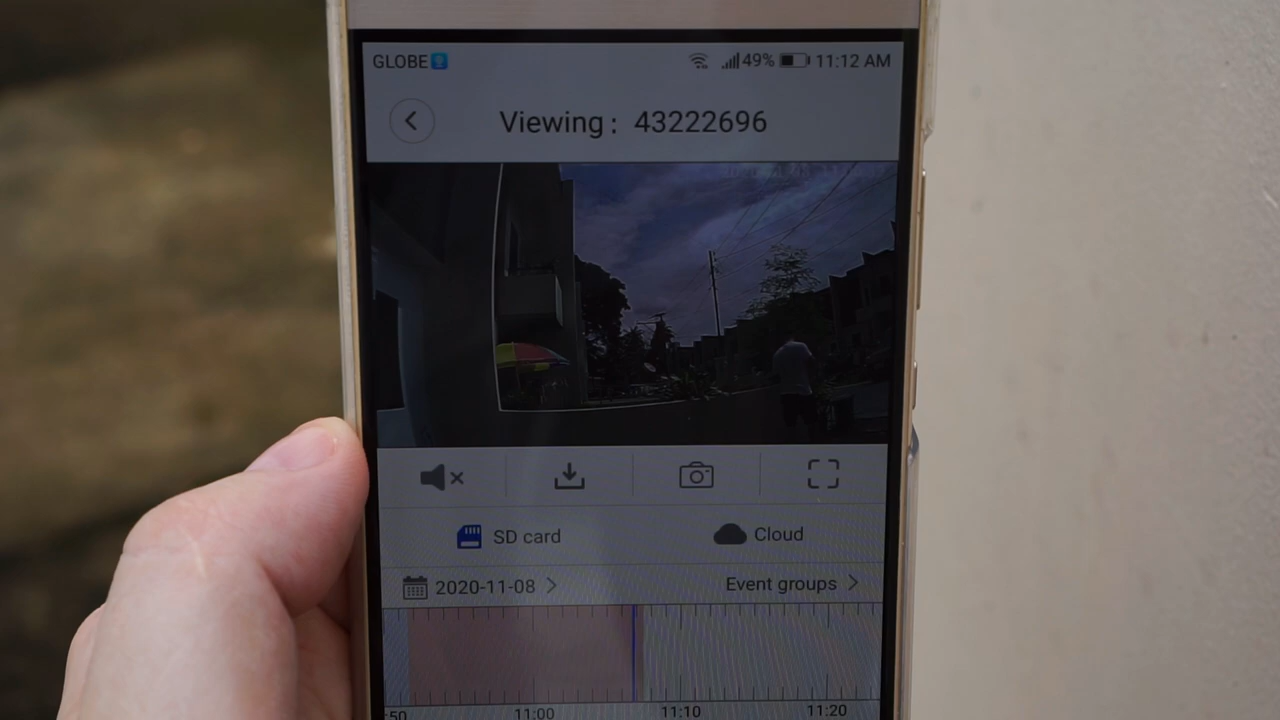 GLOBE 49% 11:12 AM
Viewing : 43222696
SD card Cloud
2020-11-08 Event groups
:50 11:00 11:10 11:20